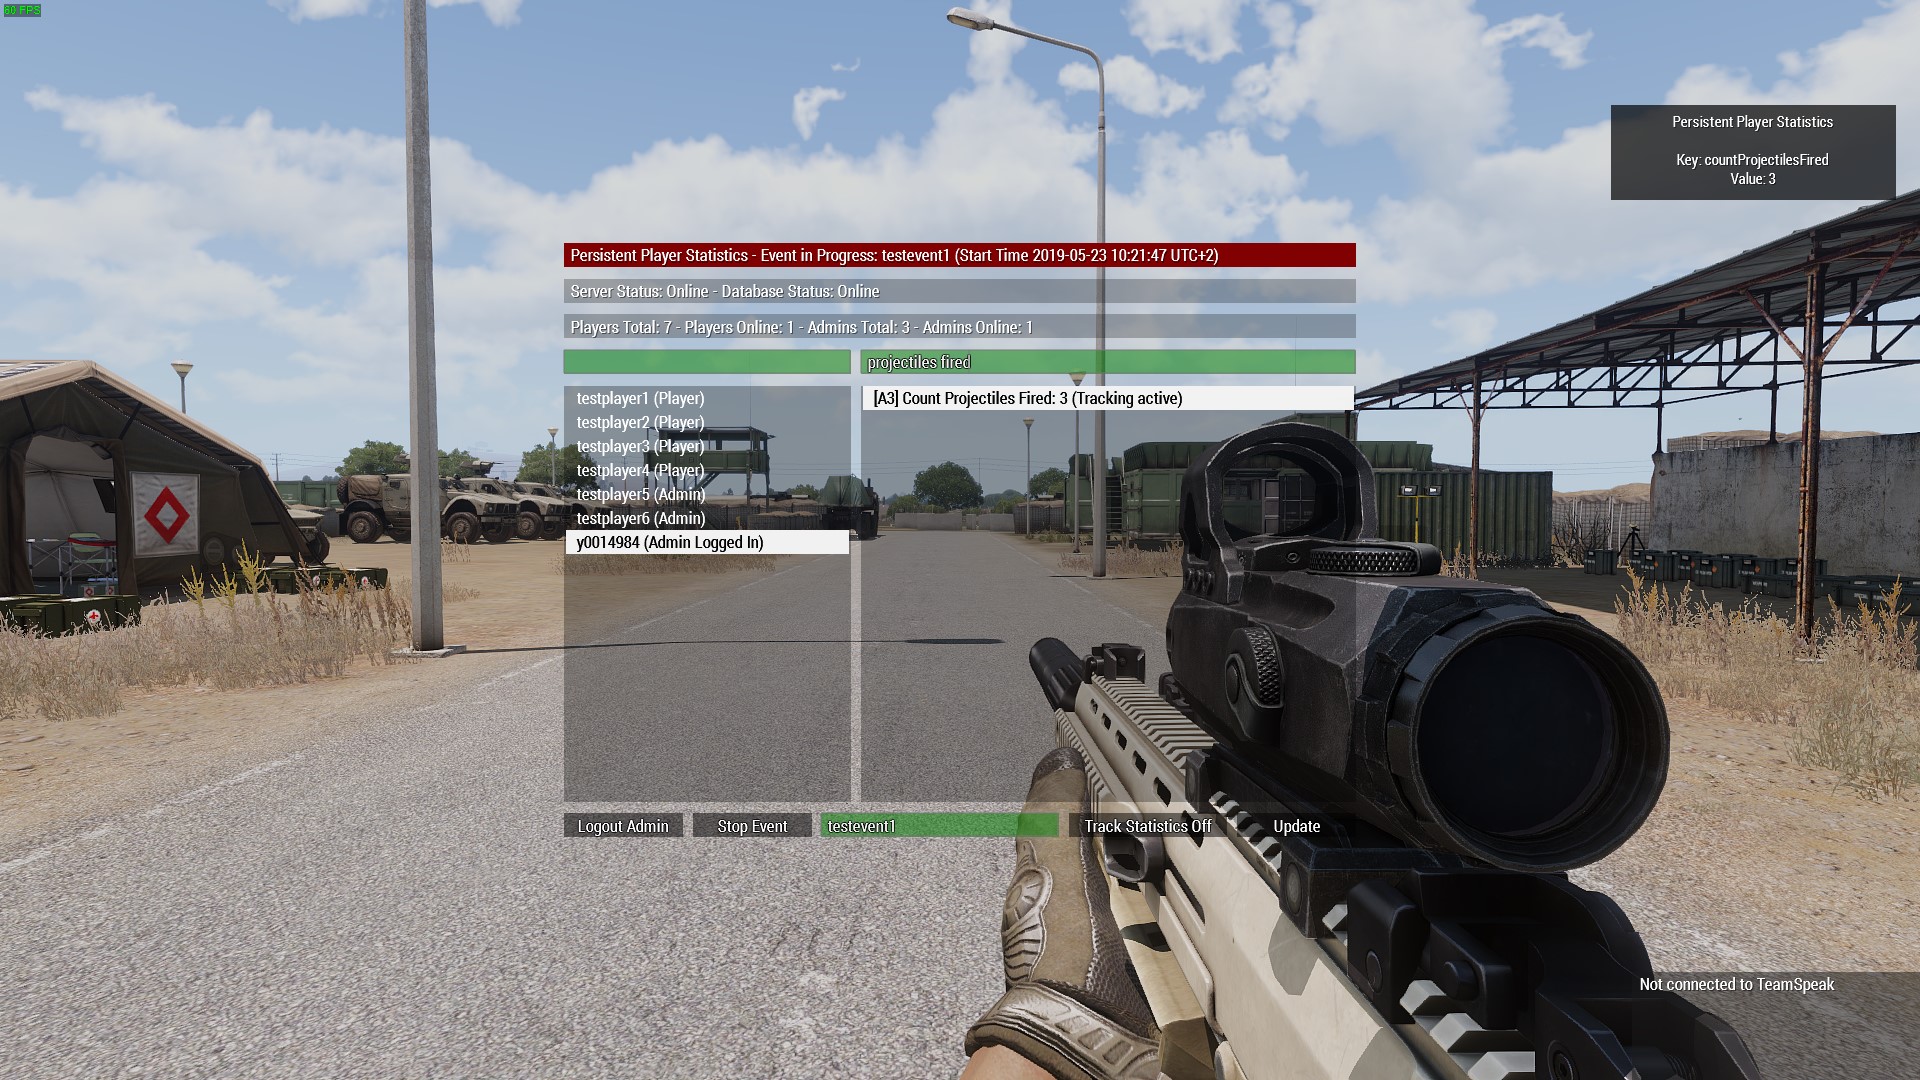 60 FPS
Persistent Player Statistics
Key: countProjectilesFired
Value: 3
Persistent Player Statistics - Event in Progress: testevent1 (Start Time 2019-05-23 10:21:47 UTC+2)
Server Status: Online - Database Status: Online
Players Total: 7 - Players Online: 1 - Admins Total: 3 - Admins Online: 1
projectiles fired
testplayer1 (Player)
testplayer2 (Player)
testplayer3 (Player)
testplayer4 (Player)
testplayer5 (Admin)
testplayer6 (Admin)
y0014984 (Admin Logged In)
[A3] Count Projectiles Fired: 3 (Tracking active)
Logout Admin
Stop Event
testevent1
Track Statistics Off
Update
Not connected to TeamSpeak